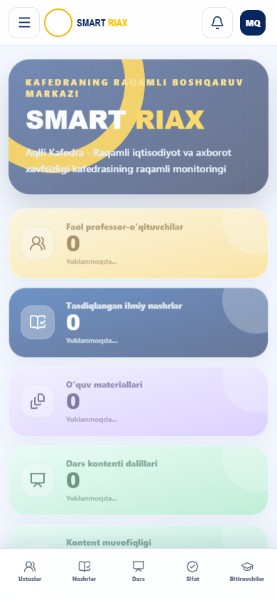 SMART RIAX
MQ
KAFEDRANING RAQAMLI BOSHQARUV
MARKAZI
SMART RIAX
Aqlli Kafedra - Raqamli iqtisodiyot va axborot
xavfsizligi kafedrasining raqamli monitoringi
Faol professor-o'qituvchilar
0
Yuklanmoqda...
Tasdiqlangan ilmiy nashrlar
0
Yuklanmoqda...
O'quv materiallari
0
Yuklanmoqda...
Dars kontenti dalillari
0
Yuklanmoqda...
Kontent muvofiqligi
Ustozlar
Nashrlar
Dars
Sifat
Bitiruvchilar